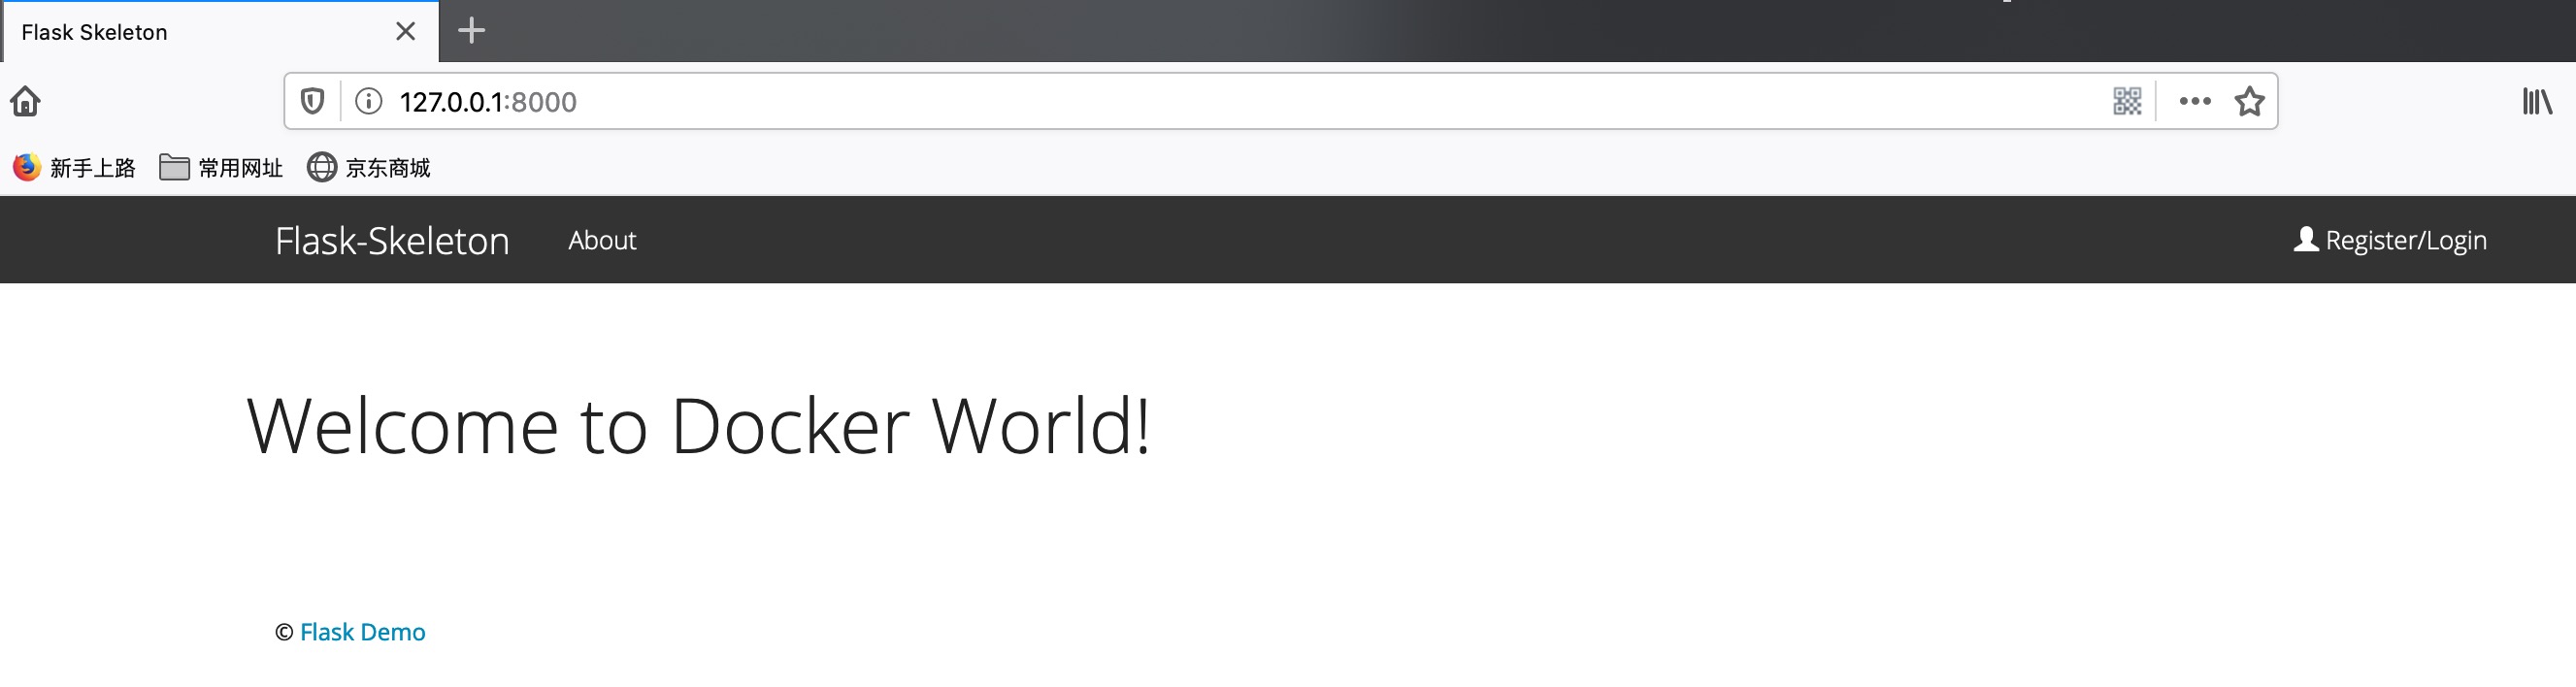 Flask Skeleton
127.0.0.1:8000
新手上路 常用网址 京东商城
Flask-Skeleton About Register/Login
Welcome to Docker World!
© Flask Demo